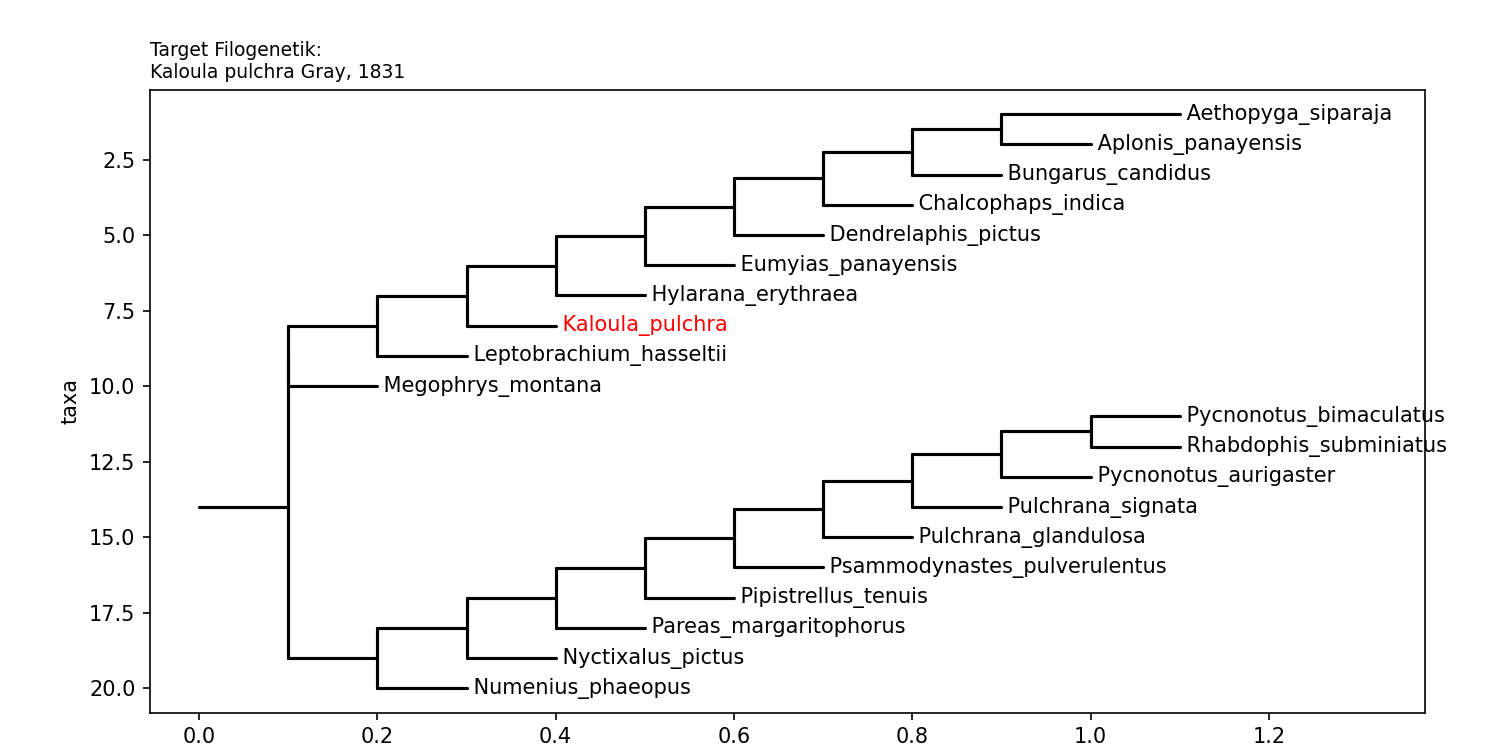 Target Filogenetik:
Kaloula pulchra Gray, 1831
Aethopyga_siparaja
Aplonis_panayensis
2.5
Bungarus_candidus
Chalcophaps_indica
5.0
Dendrelaphis_pictus
Eumyias_panayensis
Hylarana_erythraea
7.5
Kaloula_pulchra
Leptobrachium_hasseltii
10.0
Megophrys_montana
taxa
Pycnonotus_bimaculatus
Rhabdophis_subminiatus
12.5
Pycnonotus_aurigaster
Pulchrana_signata
15.0
Pulchrana_glandulosa
Psammodynastes_pulverulentus
Pipistrellus_tenuis
17.5
Pareas_margaritophorus
Nyctixalus_pictus
20.0
Numenius_phaeopus
0.0 0.2 0.4 0.6 0.8 1.0 1.2